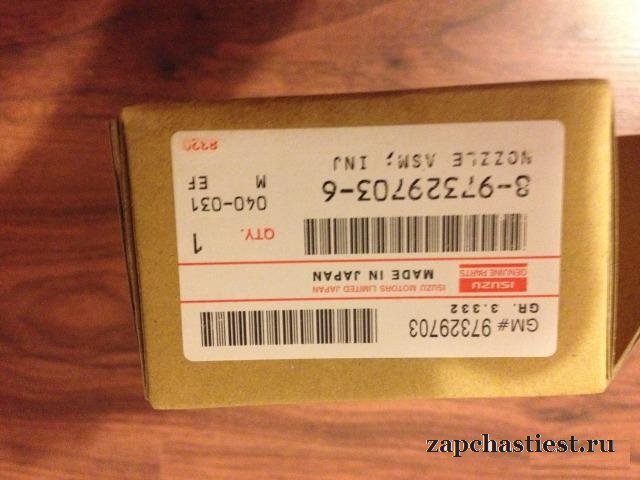 GM# 97329703
GR. 3.332
ISUZU
GENUINE PARTS
ISUZU MOTORS LIMITED JAPAN
MADE IN JAPAN
QTY.
1
8-97329703-6
040-031
NOZZLE ASM; INJ
M
EF
8320
zapchastiest.ru